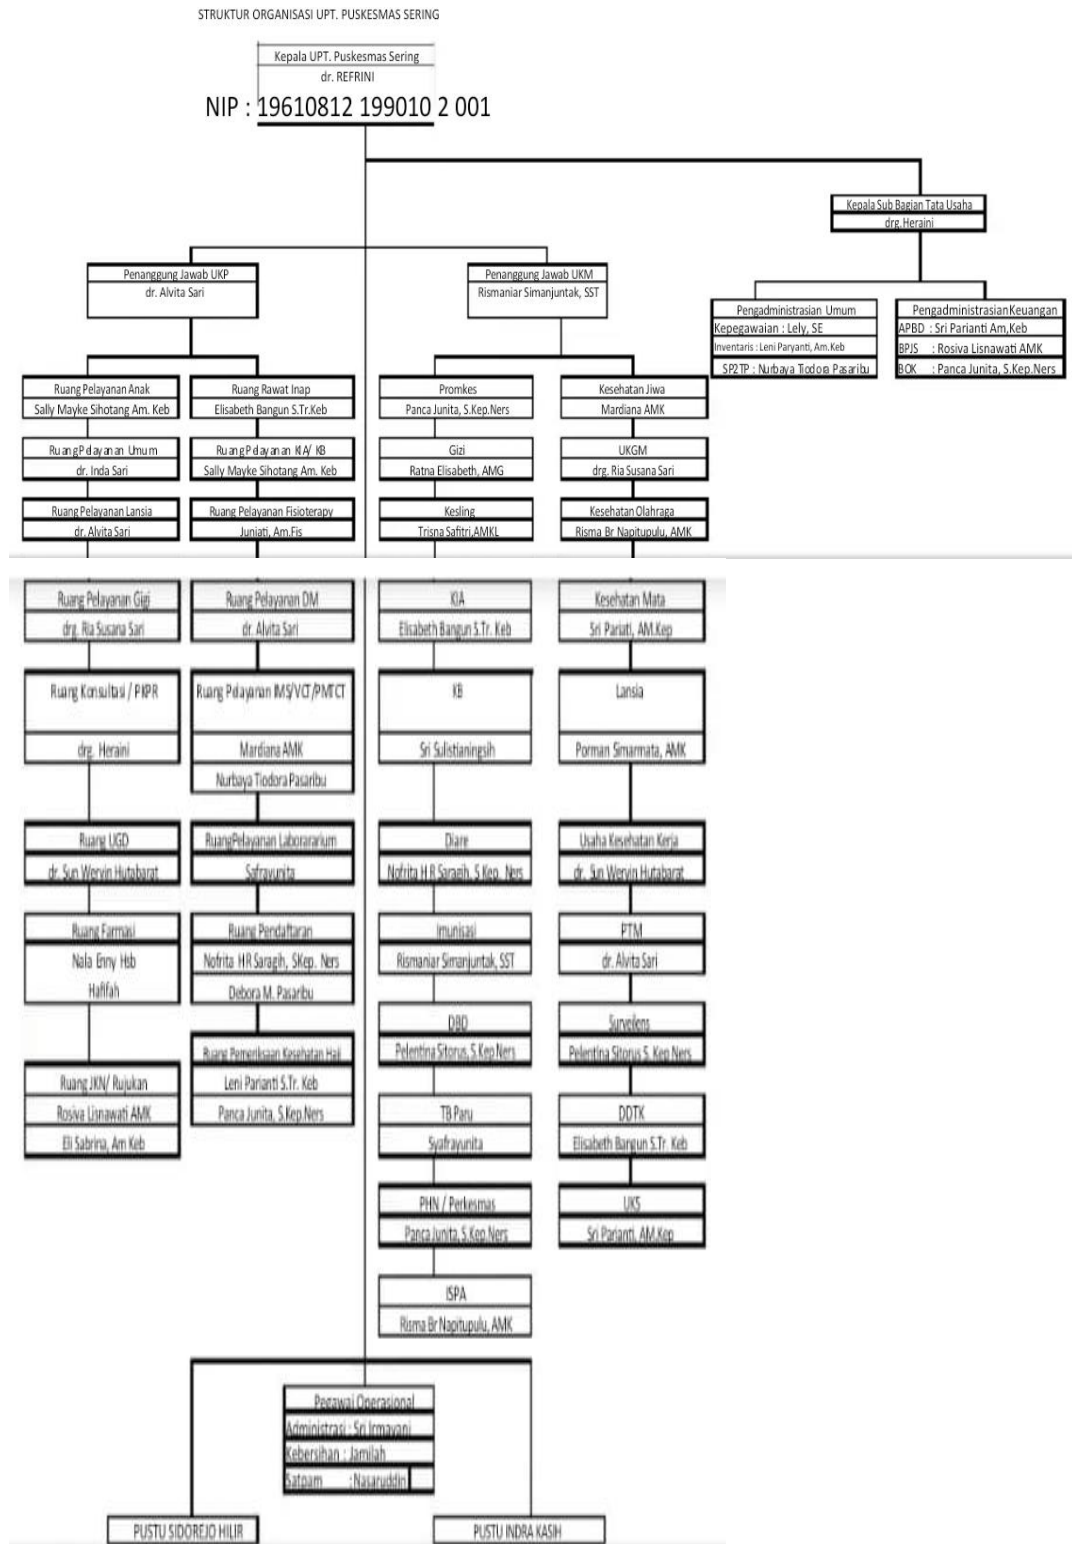 STRUKTUR ORGANISASI UPT. PUSKESMAS SERING
Kepala UPT. Puskesmas Sering
dr. REFRINI
NIP : 19610812 199010 2 001
Kepala Sub Bagian Tata Usaha
drg.Heraini
Penanggung Jawab UKP
dr. Alvita Sari
Penanggung Jawab UKM
Rismaniar Simanjuntak, SST
Pengadministrasian Umum
Kepegawaian : Lely, SE
Inventaris : Leni Paryanti, Am.Keb
SP2TP : Nurbaya Tiodora Pasaribu
Pengadministrasian Keuangan
APBD : Sri Parianti Am,Keb
BPJS : Rosiva Lisnawati AMK
BOK : Panca Junita, S.Kep.Ners
Ruang Pelayanan Anak
Sally Mayke Sihotang Am. Keb
Ruang Rawat Inap
Elisabeth Bangun S.Tr.Keb
Promkes
Panca Junita, S.Kep.Ners
Kesehatan Jiwa
Mardiana AMK
Ruang Pelayanan Umum
dr. Inda Sari
Ruang Pelayanan KIA/ KB
Sally Mayke Sihotang Am. Keb
Gizi
Ratna Elisabeth, AMG
UKGM
drg. Ria Susana Sari
Ruang Pelayanan Lansia
dr. Alvita Sari
Ruang Pelayanan Fisioterapy
Juniati, Am.Fis
Kesling
Trisna Safitri,AMKL
Kesehatan Olahraga
Risma Br Napitupulu, AMK
Ruang Pelayanan Gigi
drg. Ria Susana Sari
Ruang Pelayanan DM
dr. Alvita Sari
KIA
Elisabeth Bangun S.Tr. Keb
Kesehatan Mata
Sri Pariati, AM.Kep
Ruang Konsultasi / PKPR
drg. Heraini
Ruang Pelayanan IMS/VCT/PMTCT
Mardiana AMK
Nurbaya Tiodora Pasaribu
KB
Sri Sulistianingsih
Lansia
Porman Simarmata, AMK
Ruang UGD
dr. Sun Wervin Hutabarat
RuangPelayanan Laborararium
Safrayunita
Diare
Nofrita H R Saragih, S Kep. Ners
Usaha Kesehatan Kerja
dr. Sun Wervin Hutabarat
Ruang Farmasi
Nala Enny Hsb
Hafifah
Ruang Pendaftaran
Nofrita HR Saragih, SKep. Ners
Debora M. Pasaribu
Imunisasi
Rismaniar Simanjuntak, SST
PTM
dr. Alvita Sari
DBD
Pelentina Sitorus, S.Kep Ners
Surveilens
Pelentina Sitorus S. Kep Ners
Ruang Pemeriksaan Kesehatan Haji
Leni Parianti S.Tr. Keb
Panca Junita, S.Kep.Ners
Ruang JKN/ Rujukan
Rosiva Lisnawati AMK
Eli Sabrina, Am Keb
TB Paru
Syafrayunita
DDTK
Elisabeth Bangun S.Tr. Keb
PHN / Perkesmas
Panca Junita, S.Kep.Ners
UKS
Sri Parianti, AM.Kep
ISPA
Risma Br Napitupulu, AMK
Pegawai Operasional
Administrasi : Sri Irmayani
Kebersihan : Jamilah
Satpam : Nasaruddin
PUSTU SIDOREJO HILIR
PUSTU INDRA KASIH